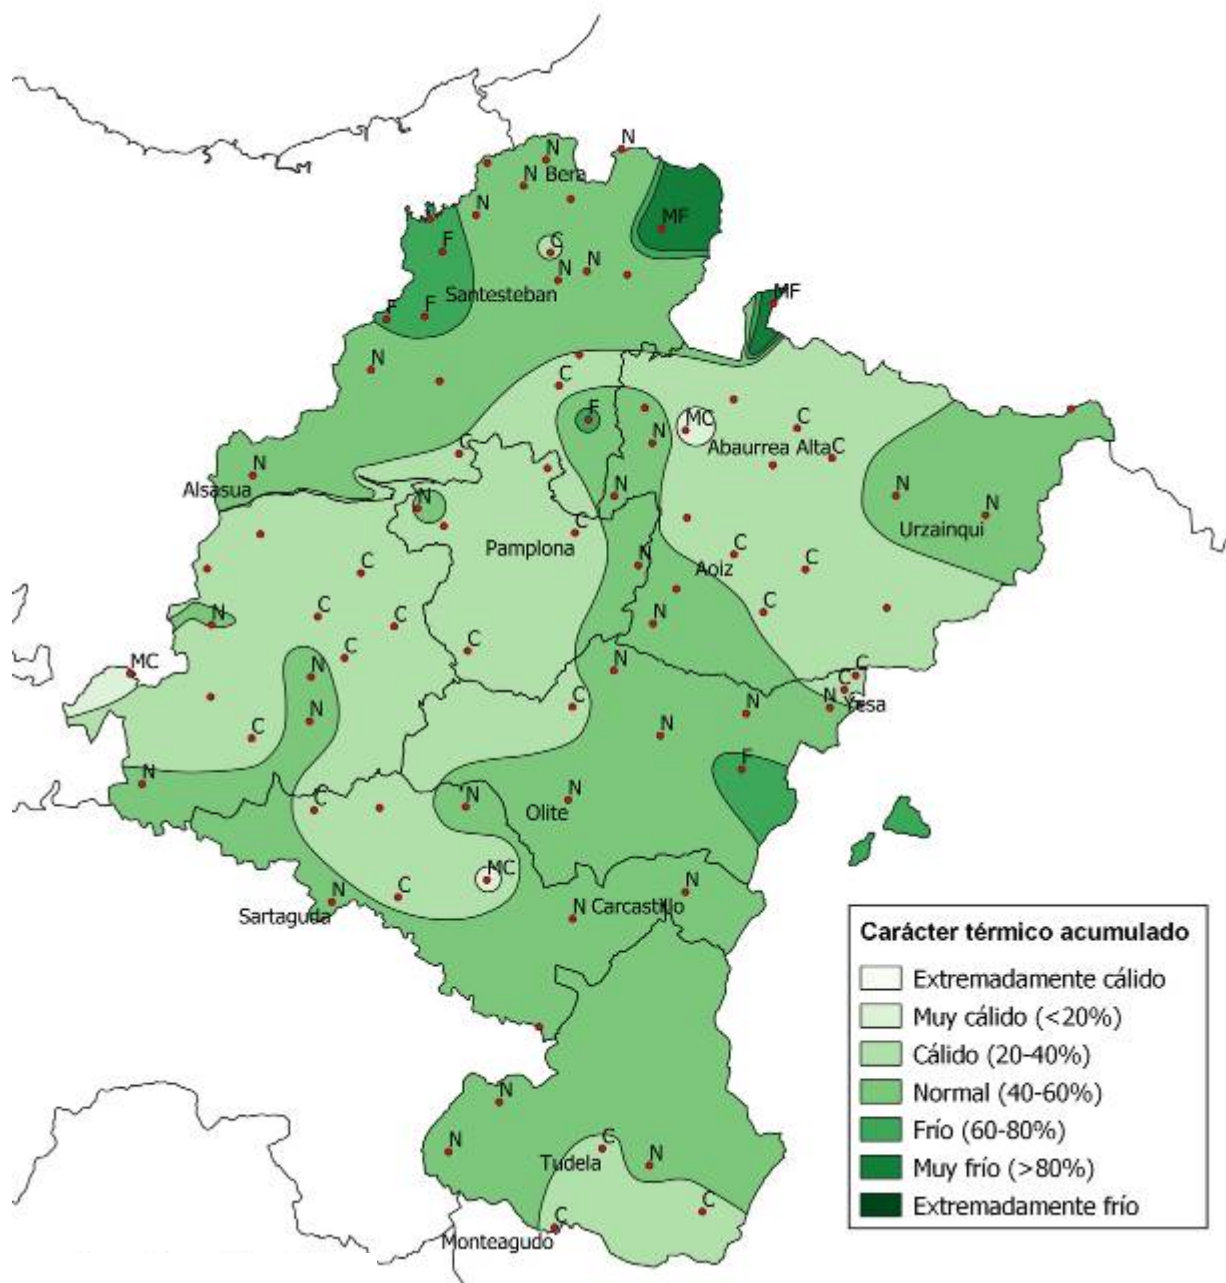 N
N
N Bera
N
MF
F
C
N
N
Santesteban
MF
F
F
N
C
F
MC
C
N
Abaurrea Alta
C
C
N
Alsasua
N
N
N
N
Urzainqui
C
Pamplona
C
N
Aoiz
C
C
C
N
C
N
C
C
C
N
MC
N
C
C
C
N
Yesa
C
N
N
N
C
F
N
C
N
N
Olite
MC
N
C
N
Sartaguda
N Carcastillo
Carácter térmico acumulado
Extremadamente cálido
Muy cálido (<20%)
Cálido (20-40%)
Normal (40-60%)
Frío (60-80%)
Muy frío (>80%)
Extremadamente frío
N
N
C
Tudela
N
C
C
Monteagudo